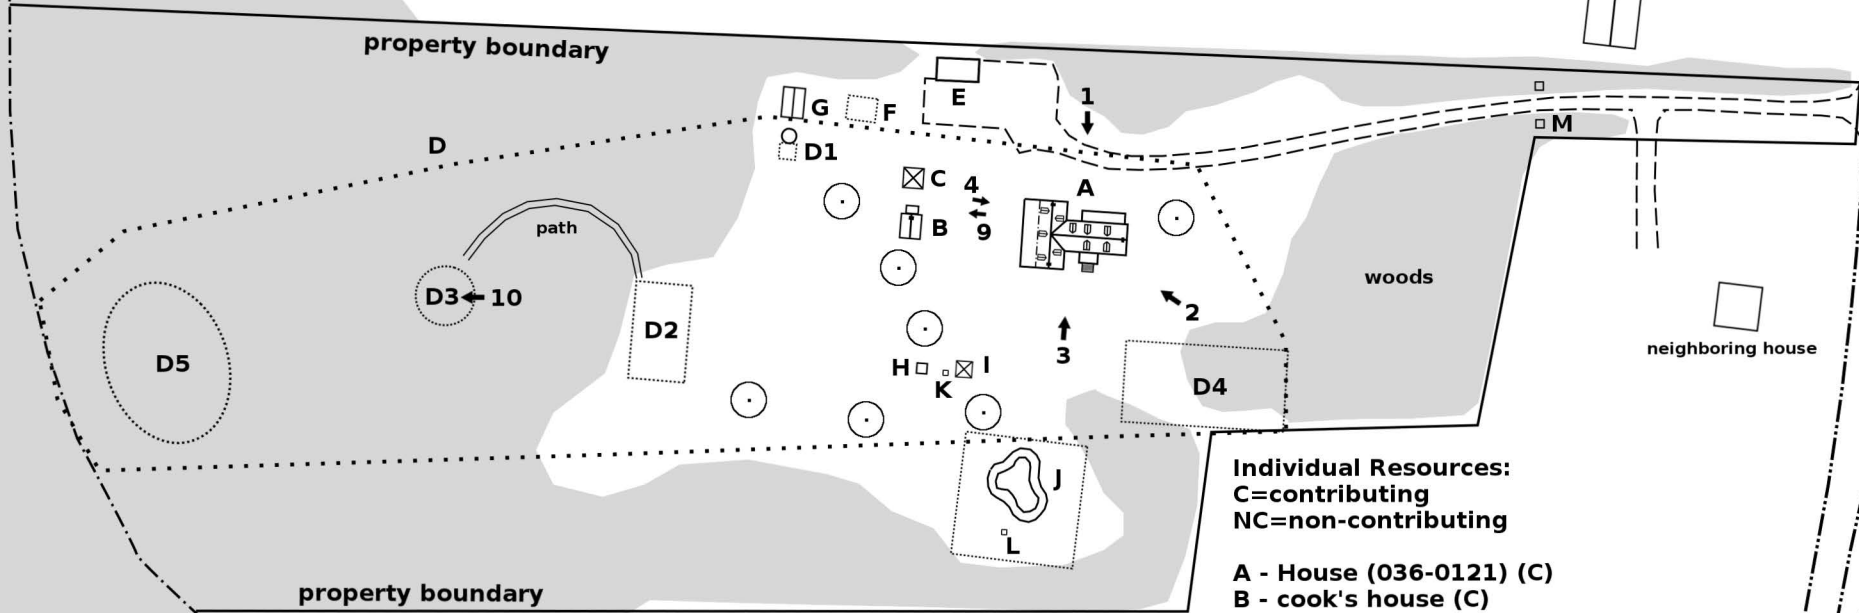 property boundary
E
1
G
F
M
D
D1
C
4
A
path
B
9
woods
D3
10
2
D2
3
neighboring house
D5
H
I
K
D4
J
L
Individual Resources:
C=contributing
NC=non-contributing
A - House (036-0121) (C)
B - cook's house (C)
property boundary